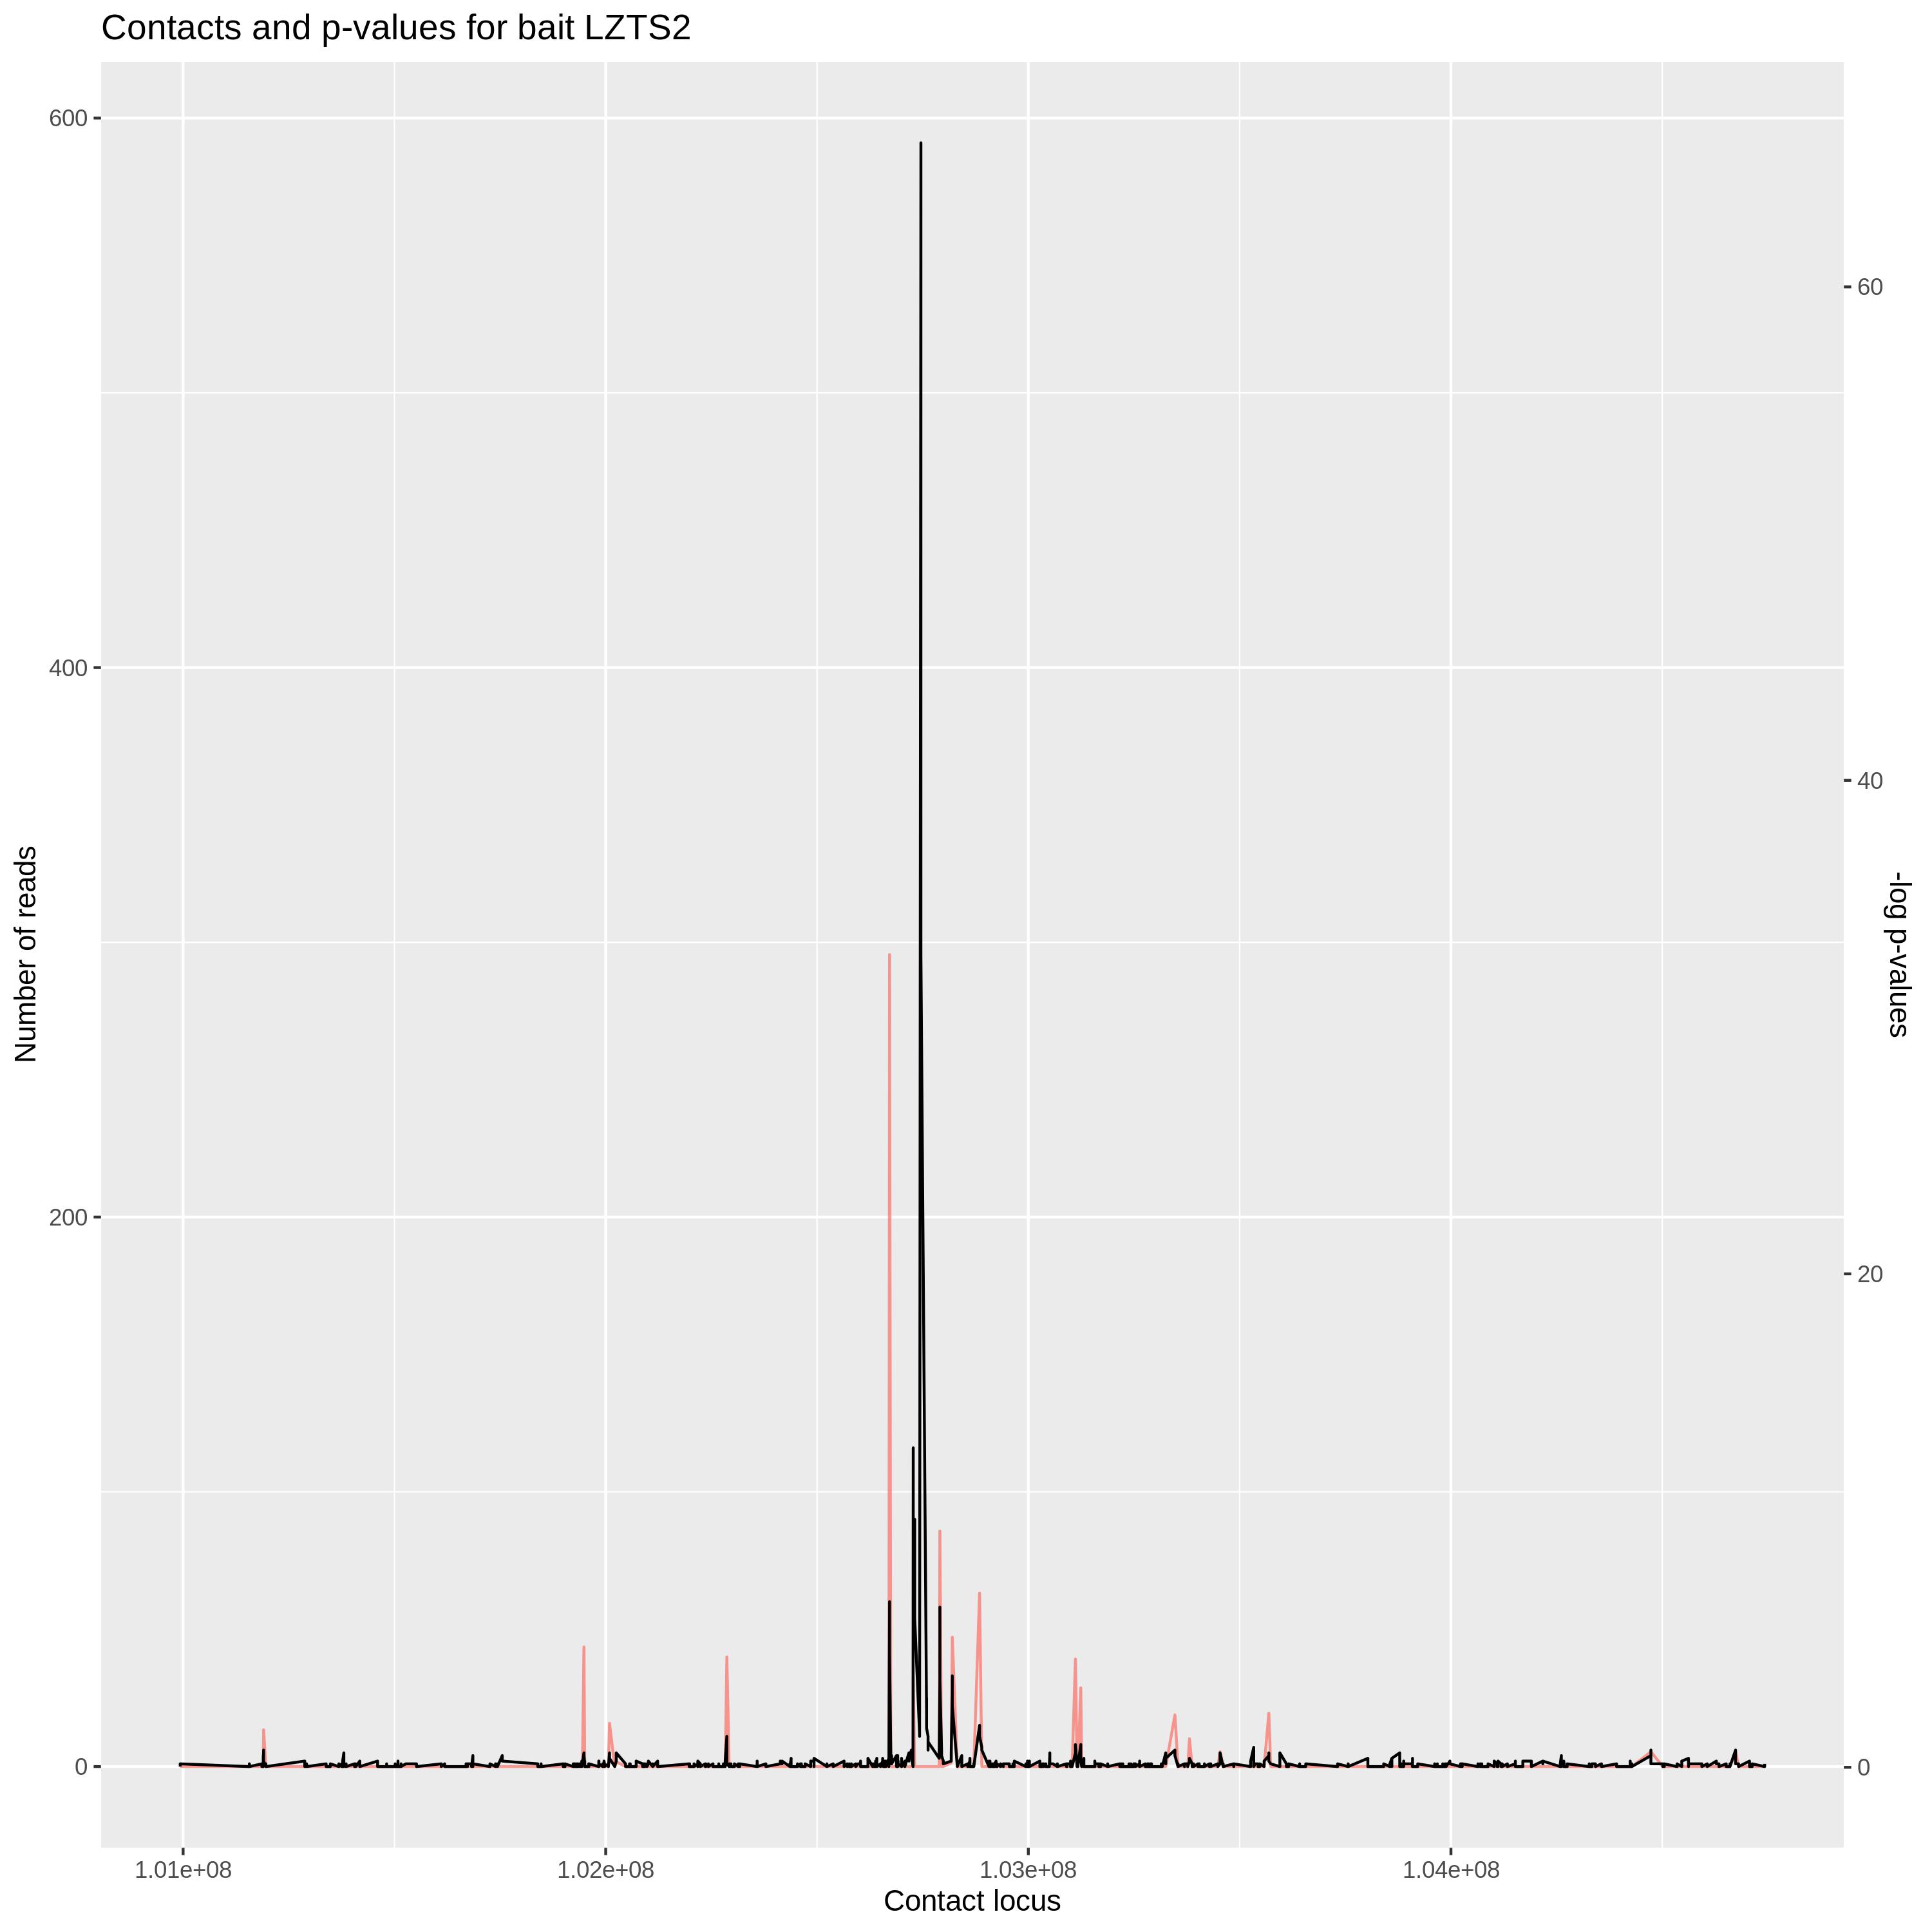 Contacts and p-values for bait LZTS2
600
400
200
0
Number of reads
60
40
20
0
-log p-values
1.01e+08 1.02e+08 1.03e+08 1.04e+08
Contact locus